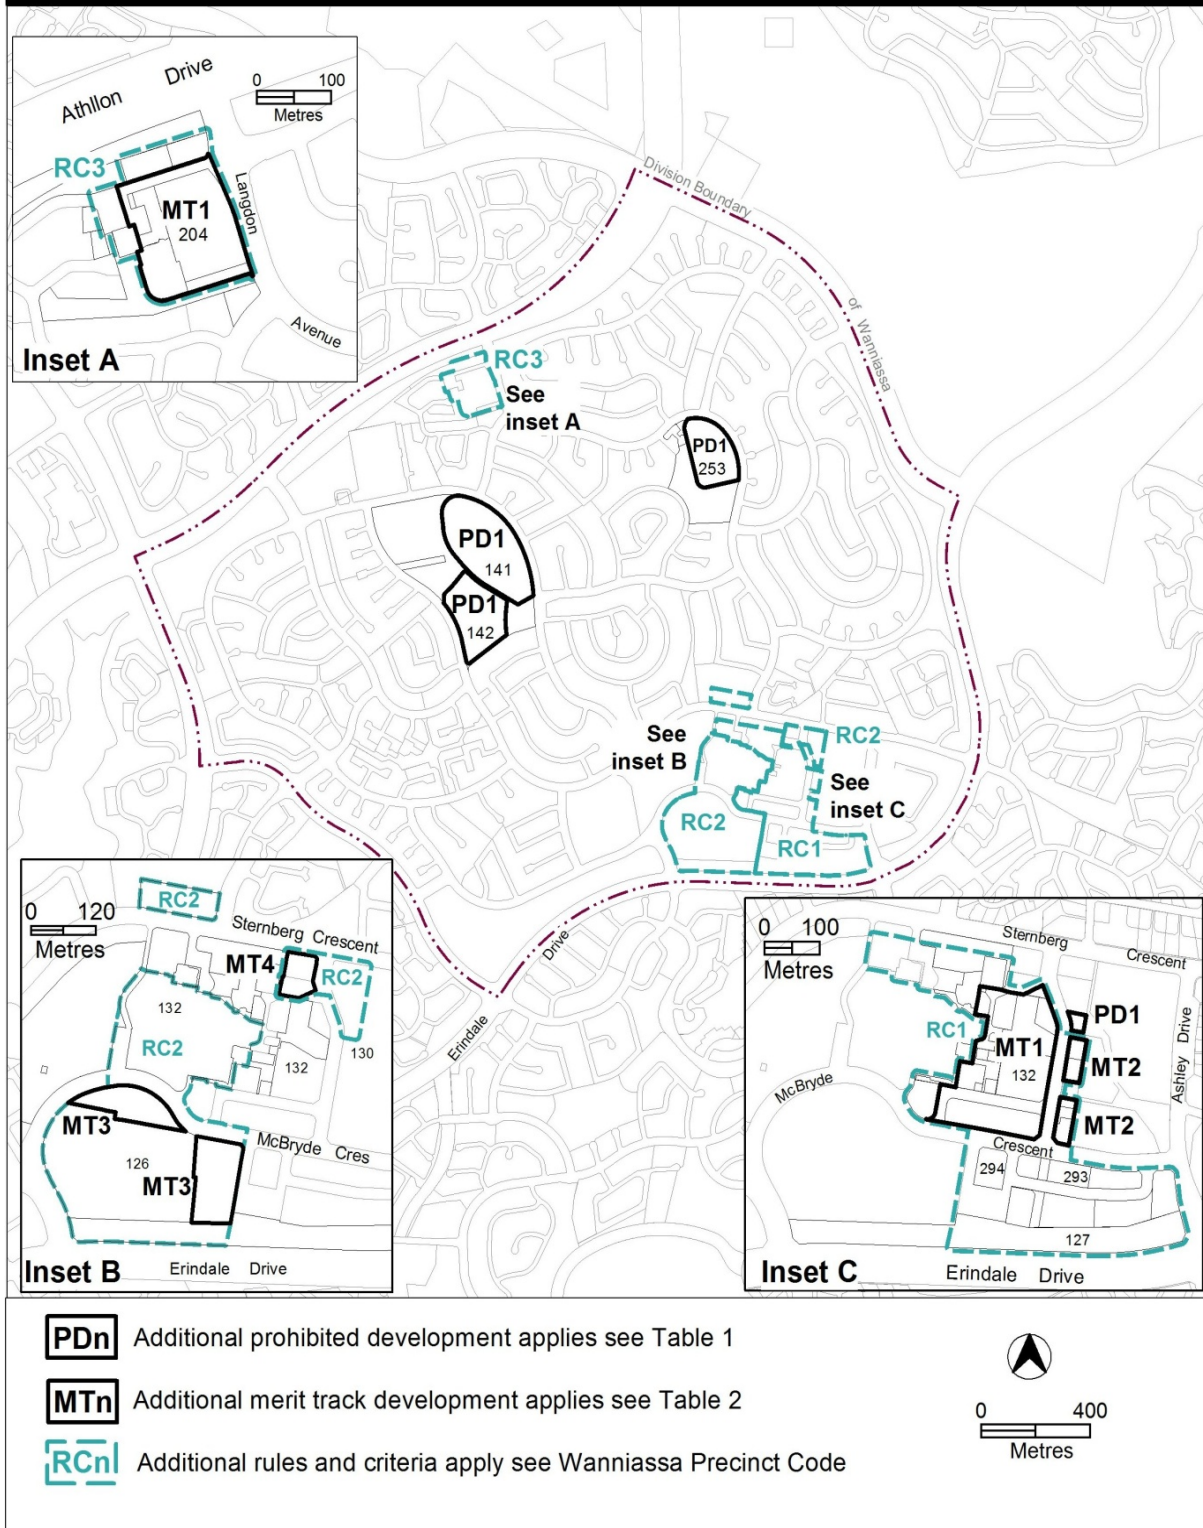 Athllon Drive
0 100
Metres
RC3
MT1
204
Langdon
Avenue
Inset A
Division Boundary
of Wanniassa
RC3
See
inset A
PD1
253
PD1
141
PD1
142
See
inset B
RC2
See
inset C
RC2
RC1
Erindale Drive
RC2
0 120
Metres
Sternberg Crescent
MT4
RC2
132
RC2
132
130
MT3
McBryde Cres
126
MT3
Erindale Drive
Inset B
0 100
Metres
Sternberg Crescent
RC1
PD1
MT1
132
MT2
Ashley Drive
McBryde
MT2
Crescent
294
293
127
Erindale Drive
Inset C
PDn Additional prohibited development applies see Table 1
MTn Additional merit track development applies see Table 2
RCn Additional rules and criteria apply see Wanniassa Precinct Code
0 400
Metres